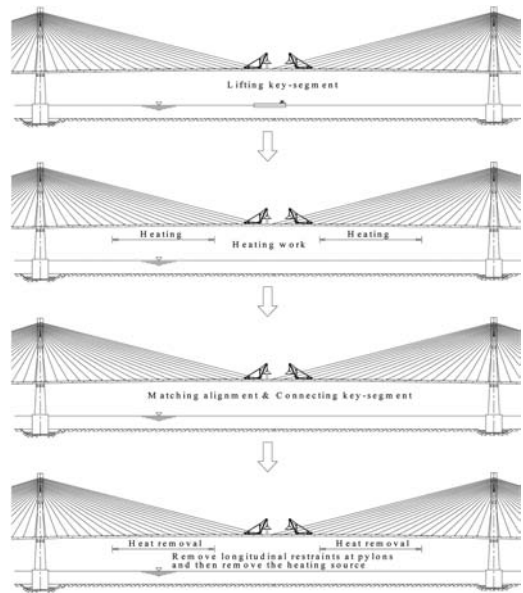 Lifting key-segment
Heating
Heating
Heating work
Matching alignment & Connecting key-segment
Heat removal
Heat removal
Remove longitudinal restraints at pylons
and then remove the heating source